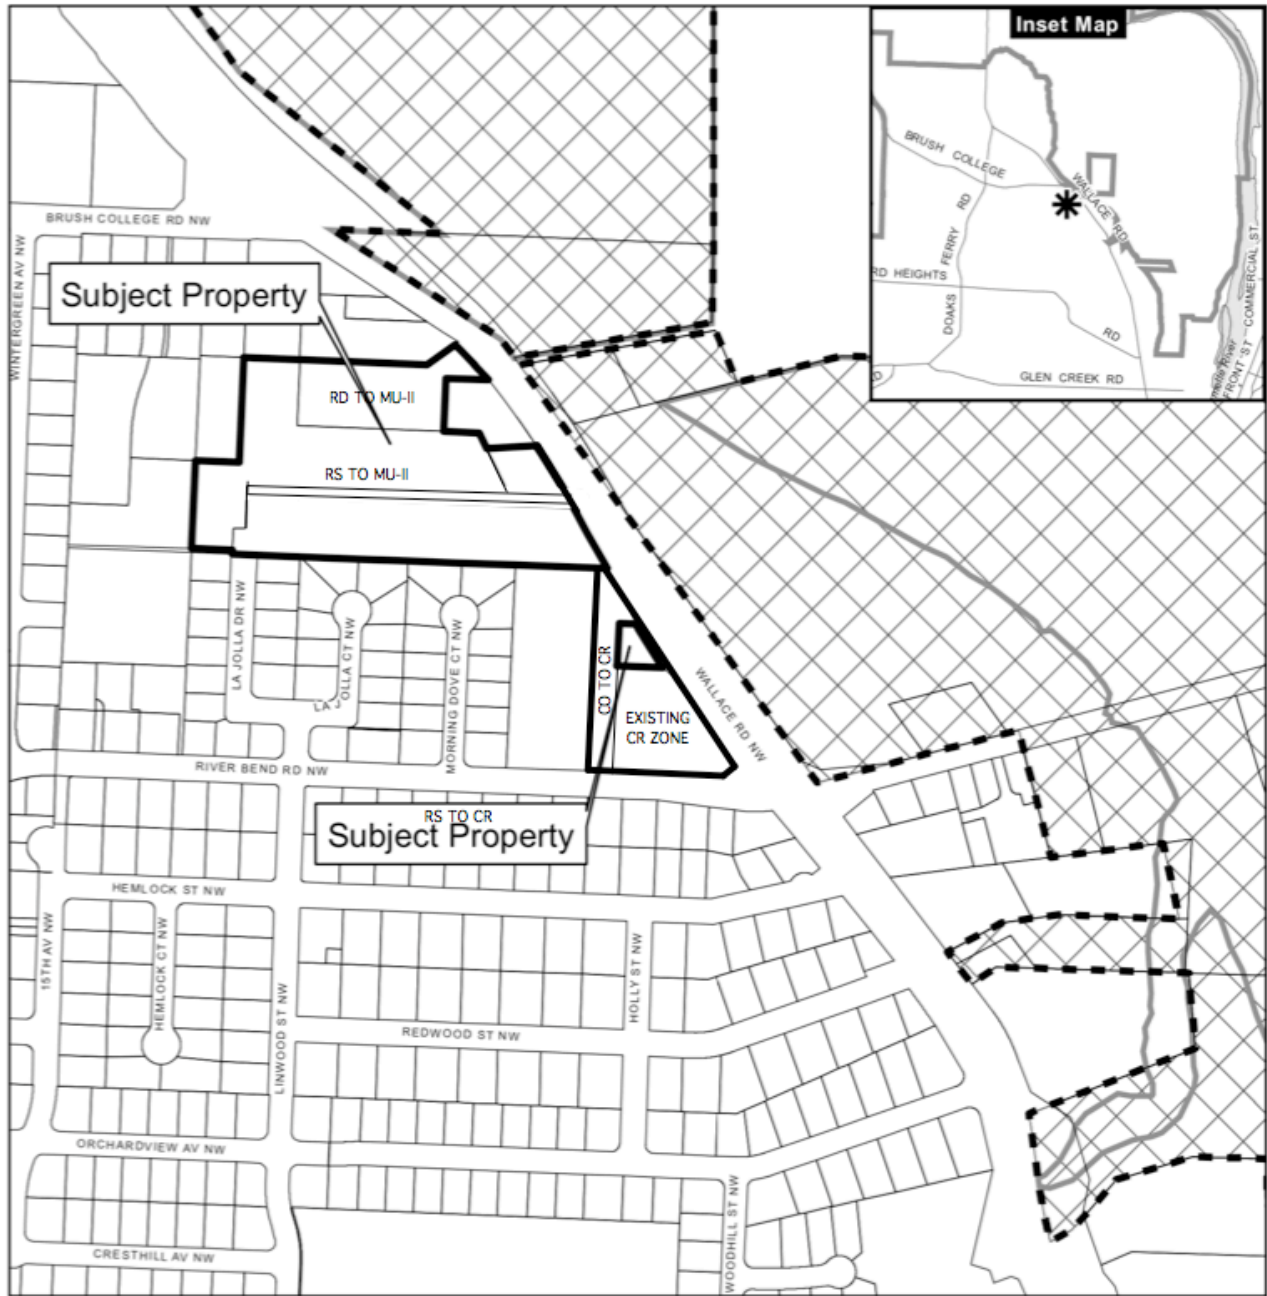 Inset Map
BRUSH COLLEGE
WALLACE RD
DOAKS FERRY RD
RD HEIGHTS
RD
GLEN CREEK RD
D
FRONT ST
COMMERCIAL ST
River
BRUSH COLLEGE RD NW
WINTERGREEN AV NW
Subject Property
RD TO MU-II
RS TO MU-II
LA JOLLA DR NW
LA JOLLA CT NW
MORNING DOVE CT NW
CO TO CR
EXISTING
CR ZONE
WALLACE RD NW
RIVER BEND RD NW
RS TO CR
Subject Property
HEMLOCK ST NW
15TH AV NW
HEMLOCK CT NW
LINWOOD ST NW
HOLLY ST NW
REDWOOD ST NW
ORCHARDVIEW AV NW
WOODHILL ST NW
CRESTHILL AV NW